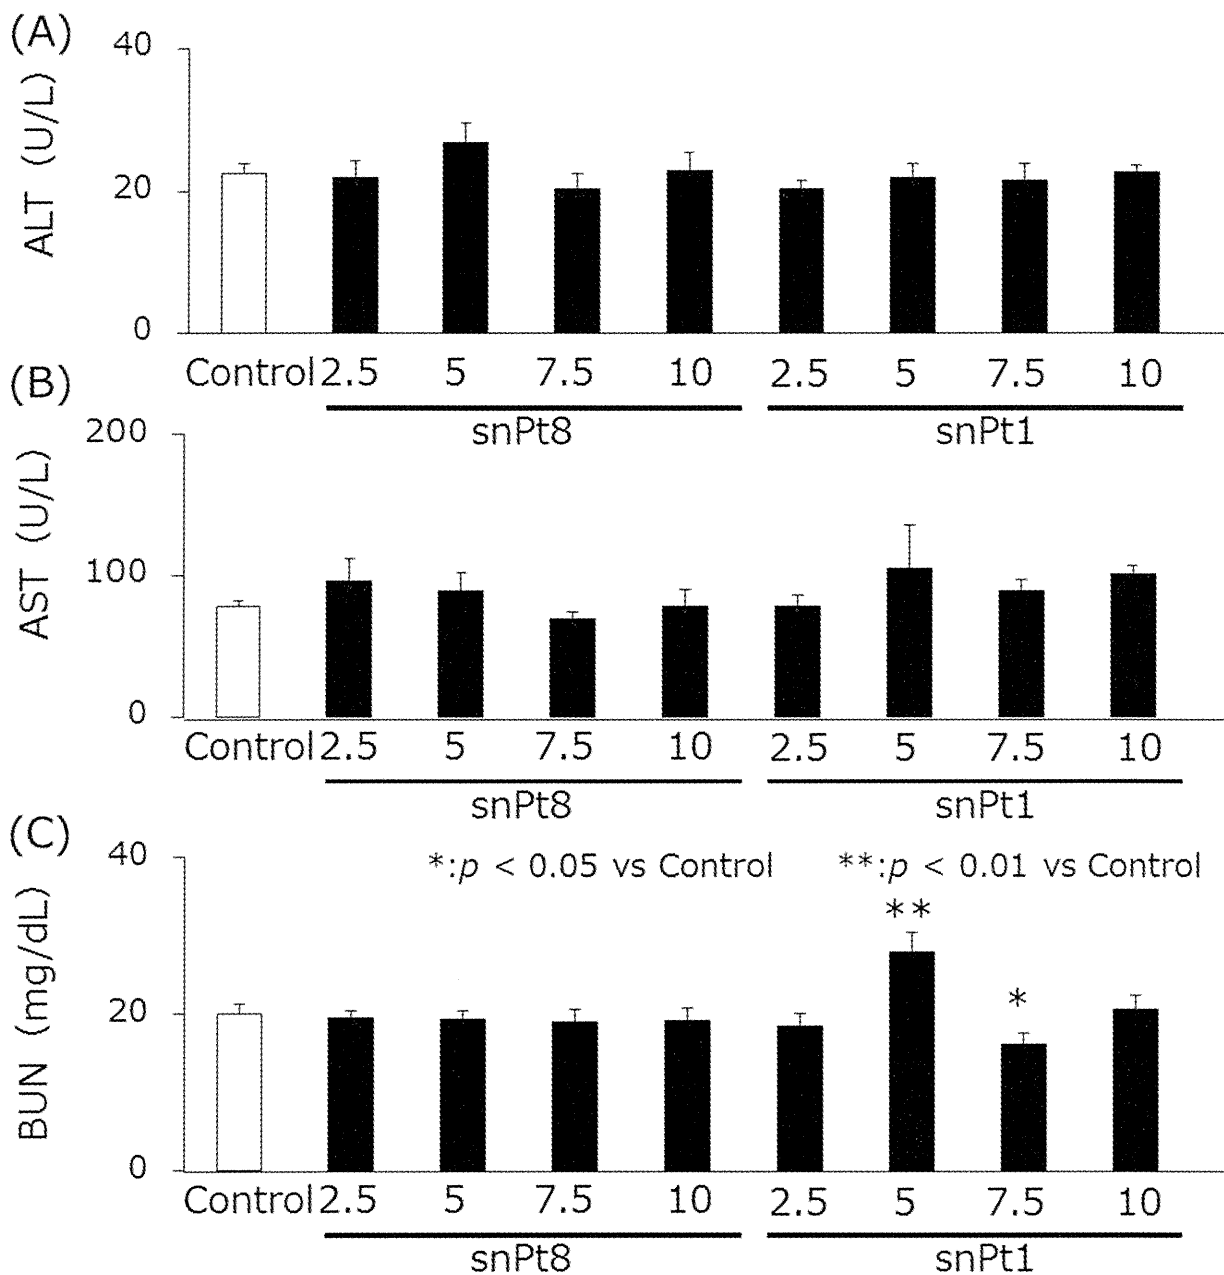 (A)
ALT (U/L)
40
20
0
Control 2.5 5 7.5 10 2.5 5 7.5 10
snPt8 snPt1
(B)
AST (U/L)
200
100
0
Control 2.5 5 7.5 10 2.5 5 7.5 10
snPt8 snPt1
(C)
BUN (mg/dL)
40
20
0
*:p < 0.05 vs Control **:p < 0.01 vs Control
**
*
Control 2.5 5 7.5 10 2.5 5 7.5 10
snPt8 snPt1